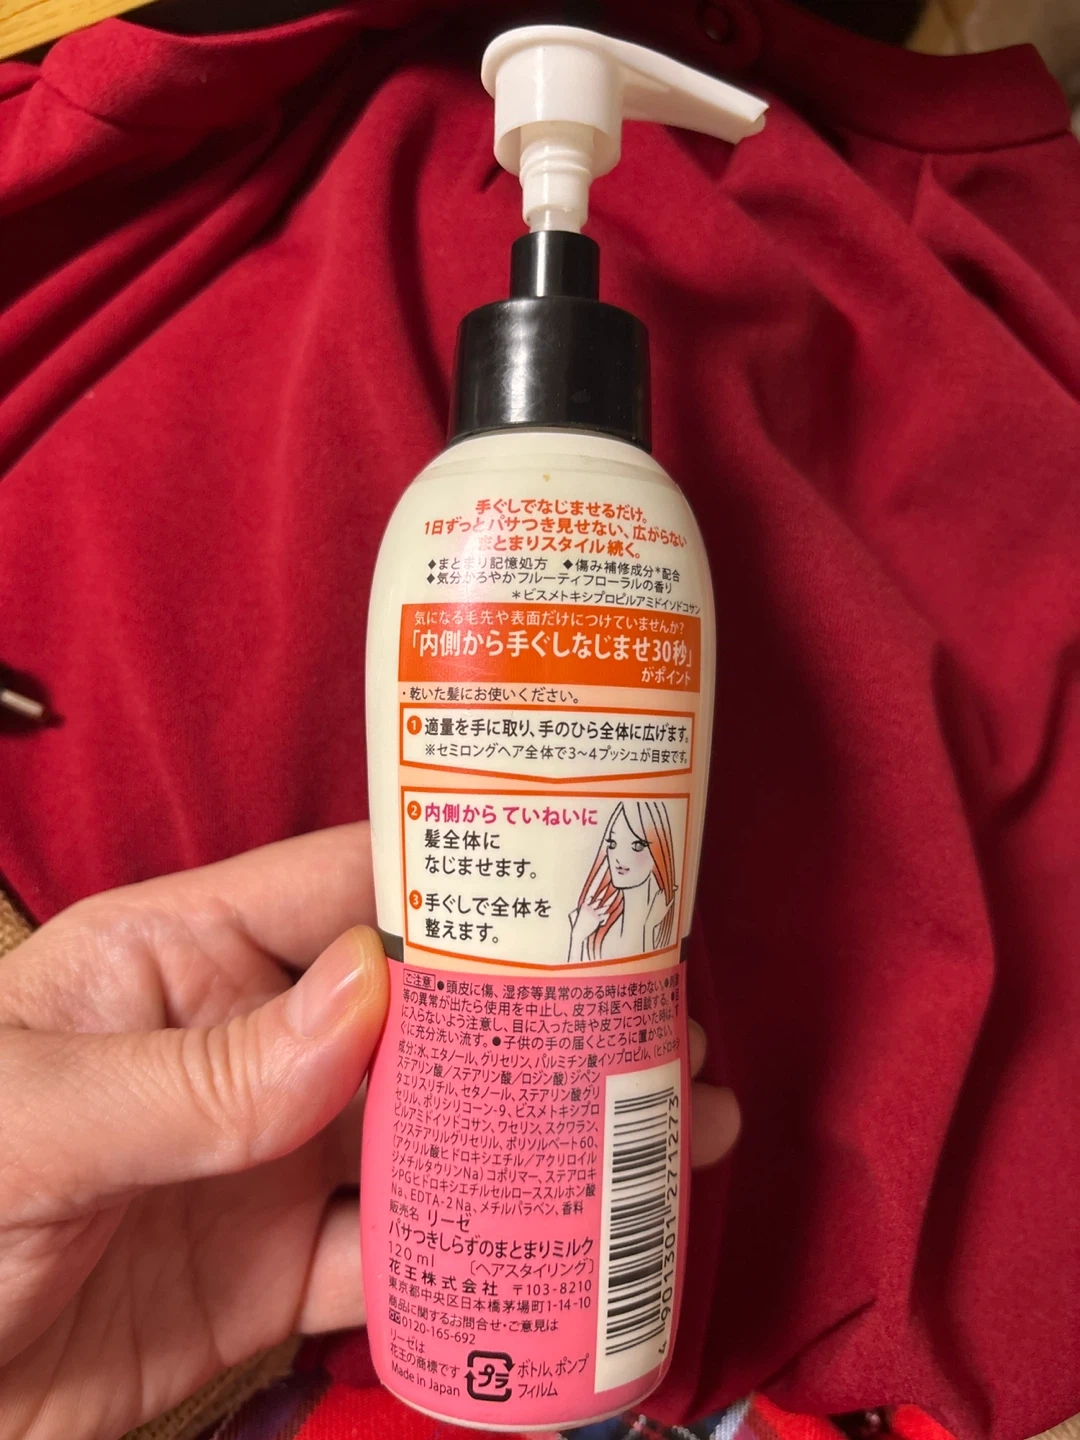 手ぐしでなじませるだけ。
1日ずっとパサつき見せない、広がらない
まとまりスタイル続く。
◆まとまり記憶処方 ◆傷み補修成分*配合
◆気分かろやかフルーティフローラルの香り
*ビスメトキシプロピルアミドイソドコサン
気になる毛先や表面だけにつけていませんか?
「内側から手ぐしなじませ30秒」
がポイント
・乾いた髪にお使いください。
1 適量を手に取り、手のひら全体に広げます。
※セミロングヘア全体で3~4プッシュが目安です。
2 内側から ていねいに
髪全体に
なじませます。
3 手ぐしで全体を
整えます。
ご注意 ●頭皮に傷、湿疹等異常のある時は使わない。●刺激
等の異常が出たら使用を中止し、皮フ科医へ相談する。●目
に入らないよう注意し、目に入った時や皮フについた時は、す
ぐに充分洗い流す。●子供の手の届くところに置かない。
成分:水、エタノール、グリセリン、パルミチン酸イソプロピル、(ヒドロキシ
ステアリン酸/ステアリン酸/ロジン酸)ジペン
タエリスリチル、セタノール、ステアリン酸グリ
セリル、ポリシリコーン-9、ビスメトキシプロ
ピルアミドイソドコサン、ワセリン、スクワラン、
イソステアリルグリセリル、ポリソルベート60、
(アクリル酸ヒドロキシエチル/アクリロイル
ジメチルタウリンNa)コポリマー、ステアロキ
シPGヒドロキシエチルセルローススルホン酸
Na、EDTA-2Na、メチルパラベン、香料
販売名 リーゼ
パサつきしらずのまとまりミルク
120ml 〔ヘアスタイリング〕
花王株式会社 〒103-8210
東京都中央区日本橋茅場町1-14-10
商品に関するお問合せ・ご意見は
0120-165-692
リーゼは
花王の商標です
Made in Japan
プラ
ボトル、ポンプ
フィルム
4 901301 271273